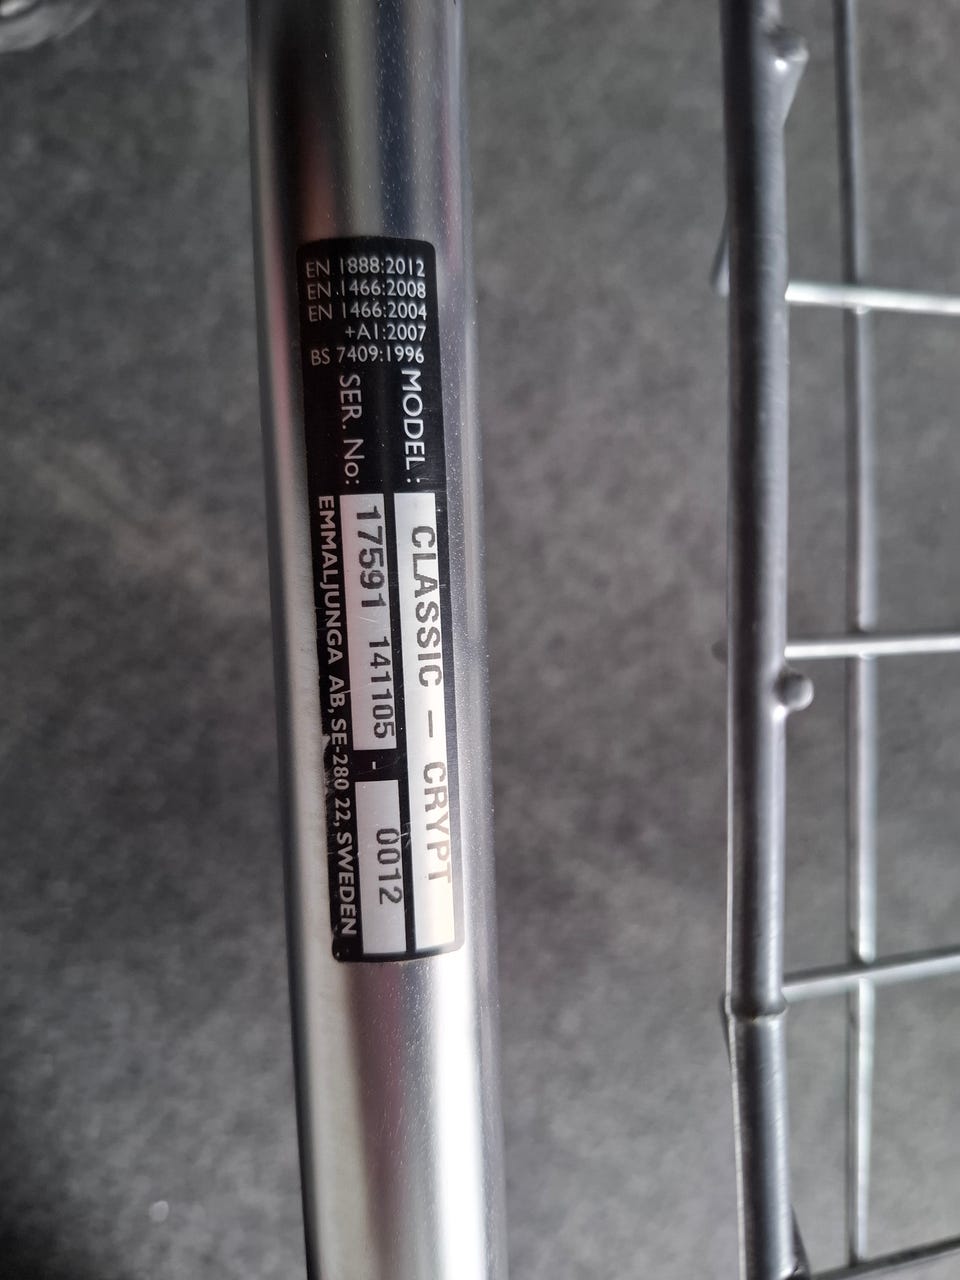 EN 1888:2012
EN 1466:2008
EN 1466:2004
+A1:2007
BS 7409:1996
MODEL: CLASSIC – CRYPT
SER. No: 17591 141105 - 0012
EMMALJUNGA AB, SE-280 22, SWEDEN